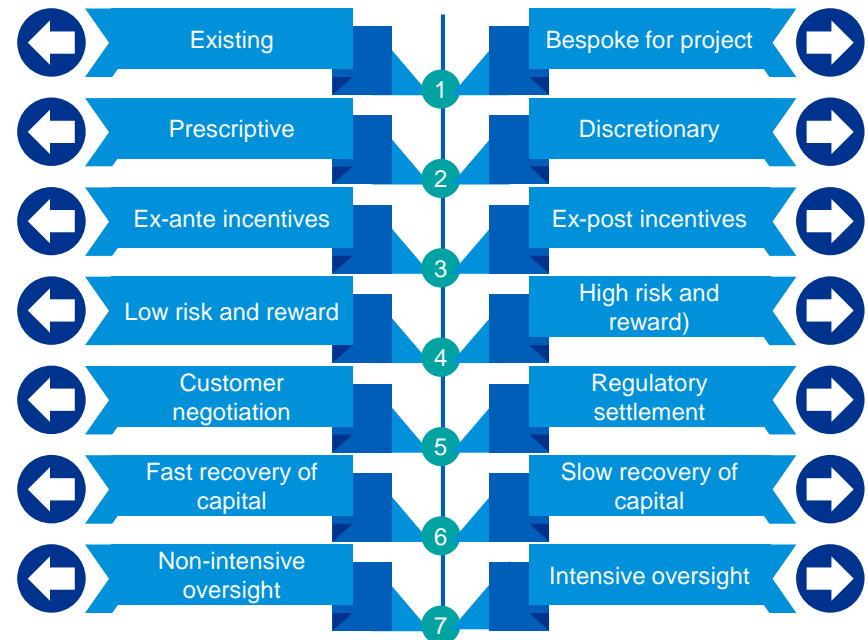 Existing
Bespoke for project
1
Prescriptive
Discretionary
2
Ex-ante incentives
Ex-post incentives
3
Low risk and reward
High risk and
reward)
4
Customer
negotiation
Regulatory
settlement
5
Fast recovery of
capital
Slow recovery of
capital
6
Non-intensive
oversight
Intensive oversight
7